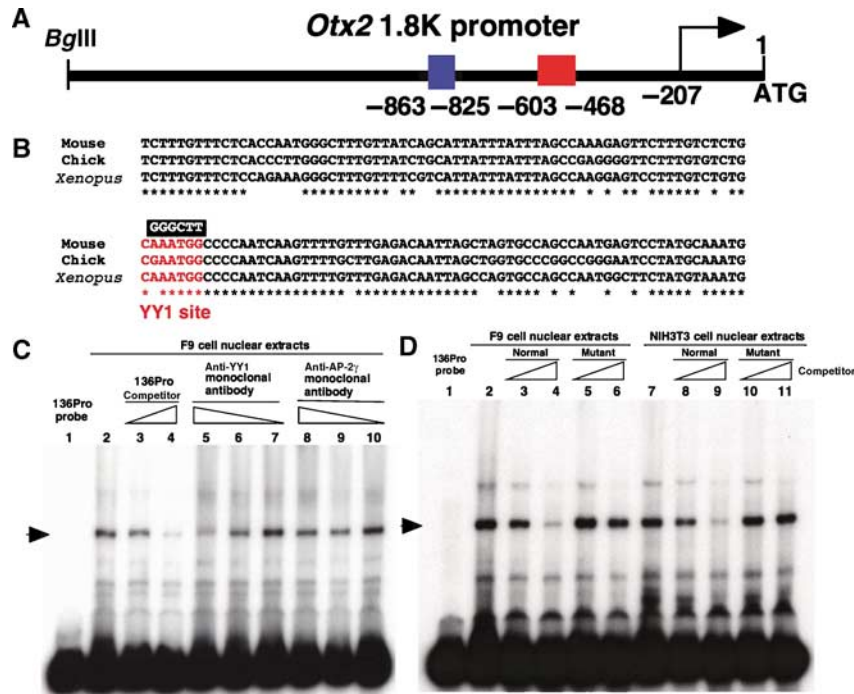 A
Otx2 1.8K promoter
BglII
1
−863 −825 −603 −468 −207 ATG
B
Mouse TCTTTGTTTCTCACCAATGGGCTTTGTTATCAGCATTATTTATTTAGCCAAAGAGTTCTTTGTCTCTG
Chick TCTTTGTTTCTCACCCTTGGGCTTTGTTATCTGCATTATTTATTTAGCCGAGGGGTTCTTTGTGTCTG
Xenopus TCTTTGTTTCTCCAGAAAGGGCTTTGTTATCGTCATTATTTATTTAGCCAAGGAGTCCTTTGTCTGTG
GGGCTT
Mouse CAAATGGCCCCAATCAAGTTTTGTTTGAGACAATTAGCTAGTGCCAGCCAATGAGTCCTATGCAAATG
Chick CGAATGGCCCCAATCAAGTTTTGCTTGAGACAATTAGCTGGTGCCCGGCCGGGAATCCTATGCAAATG
Xenopus CAAATGGCCCCAATCAAGTTTTGTTTGAGACAATTAGCCAGTGCCAATGGCTTCTATGTAAATG
YY1 site
C
F9 cell nuclear extracts
136Pro probe
136Pro Competitor
Anti-YY1 monoclonal antibody
Anti-AP-2γ monoclonal antibody
1 2 3 4 5 6 7 8 9 10
D
F9 cell nuclear extracts NIH3T3 cell nuclear extracts
136Pro probe
Normal Mutant Normal Mutant
Competitor
1 2 3 4 5 6 7 8 9 10 11